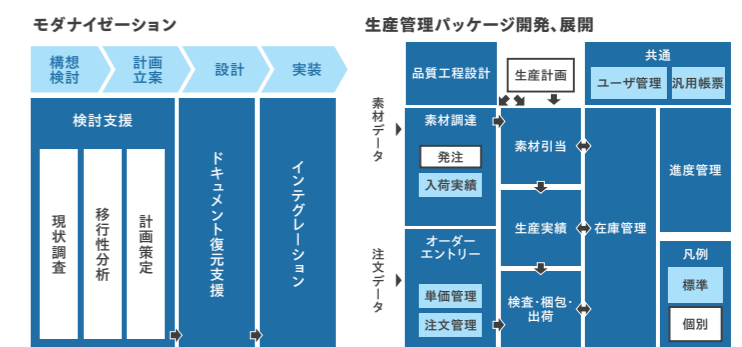 モダナイゼーション
構想
検討
計画
立案
設計
実装
検討支援
現状調査
移行性分析
計画策定
ドキュメント復元支援
インテグレーション
生産管理パッケージ開発、展開
素材データ
注文データ
品質工程設計
生産計画
共通
ユーザ管理
汎用帳票
素材調達
発注
入荷実績
素材引当
進度管理
生産実績
在庫管理
オーダー
エントリー
単価管理
注文管理
検査・梱包・
出荷
凡例
標準
個別